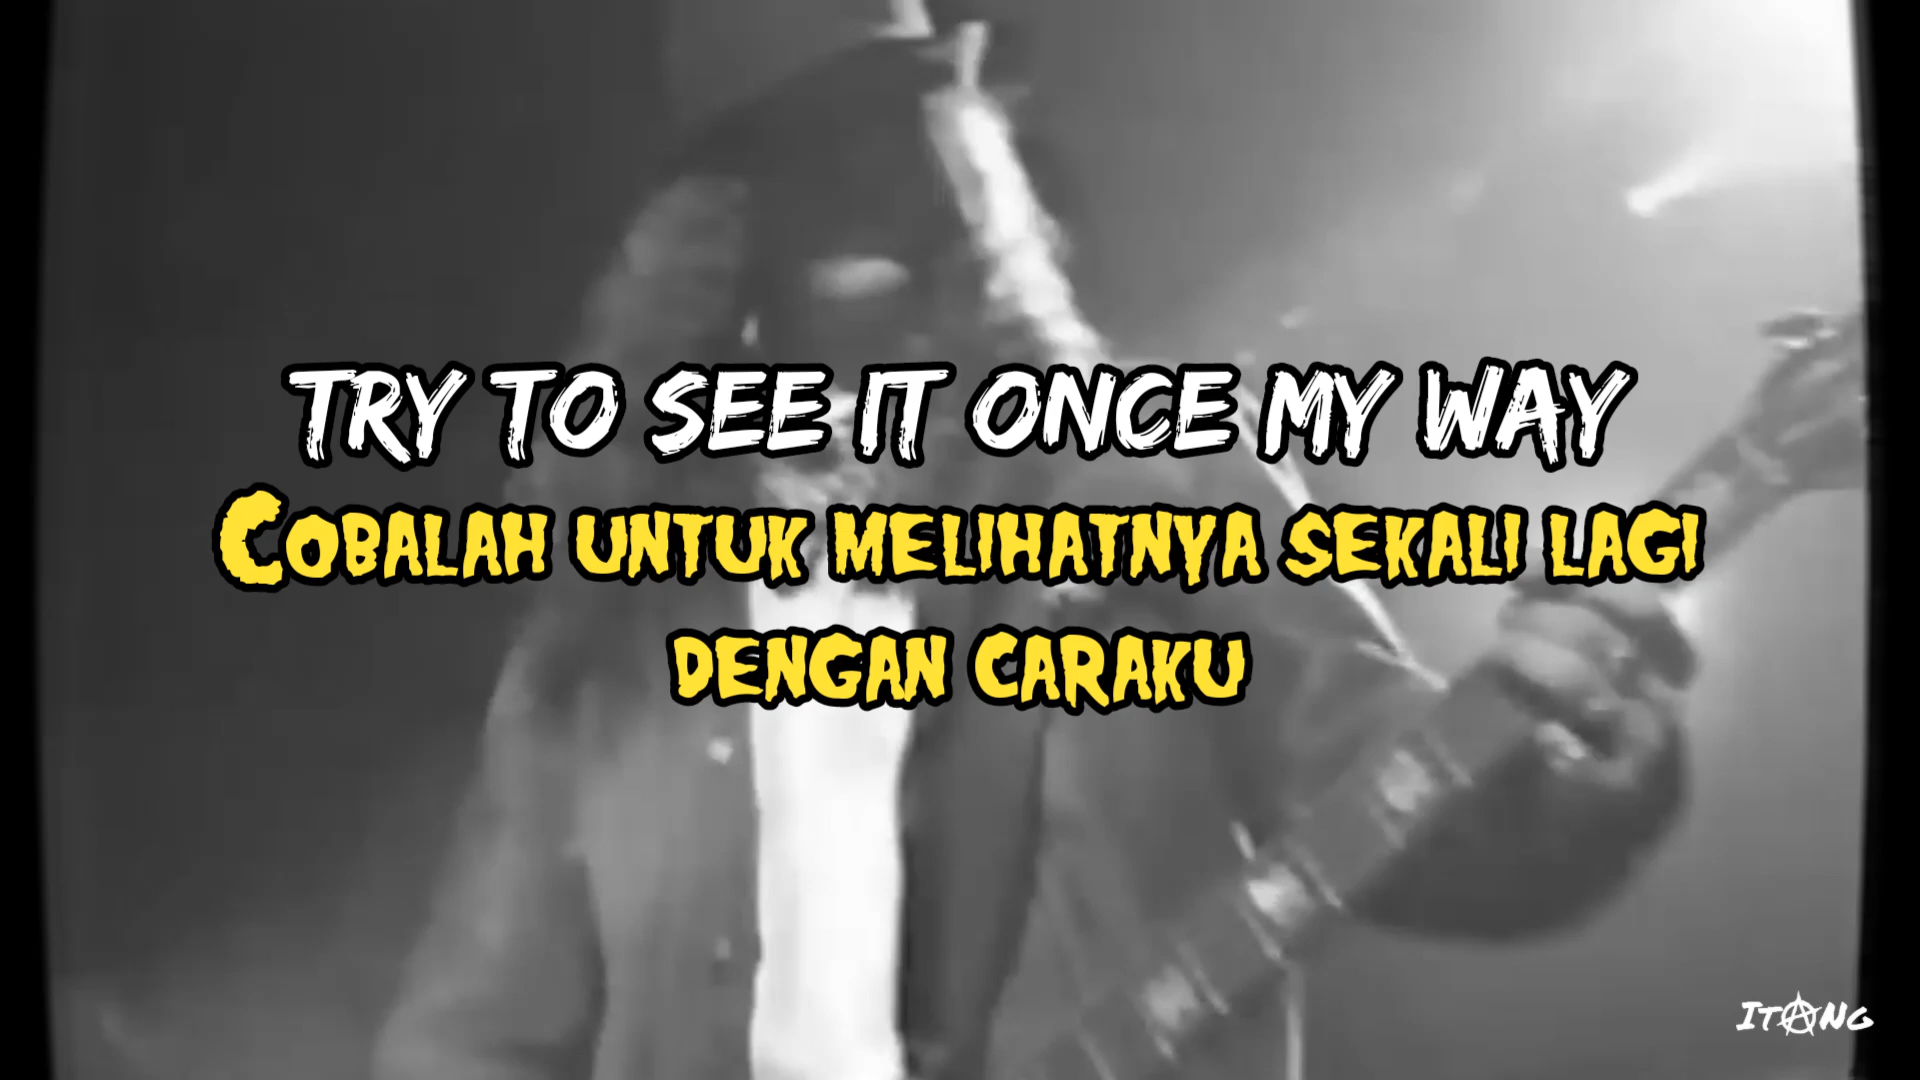 TRY TO SEE IT ONCE MY WAY
COBALAH UNTUK MELIHATNYA SEKALI LAGI
DENGAN CARAKU
ITANG